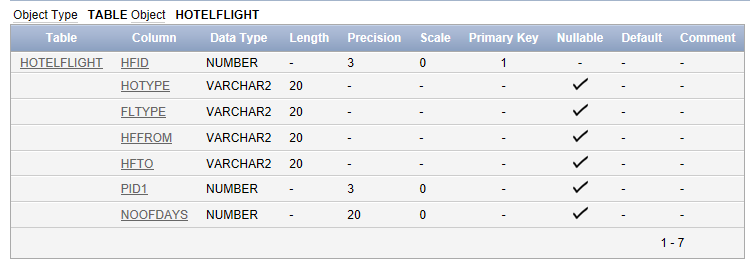 Object Type TABLE Object HOTELFLIGHT
Table Column Data Type Length Precision Scale Primary Key Nullable Default Comment
HOTELFLIGHT HFID NUMBER - 3 0 1 - - -
HOTYPE VARCHAR2 20 - - - ✓ - -
FLTYPE VARCHAR2 20 - - - ✓ - -
HFFROM VARCHAR2 20 - - - ✓ - -
HFTO VARCHAR2 20 - - - ✓ - -
PID1 NUMBER - 3 0 - ✓ - -
NOOFDAYS NUMBER - 20 0 - ✓ - -
1 - 7